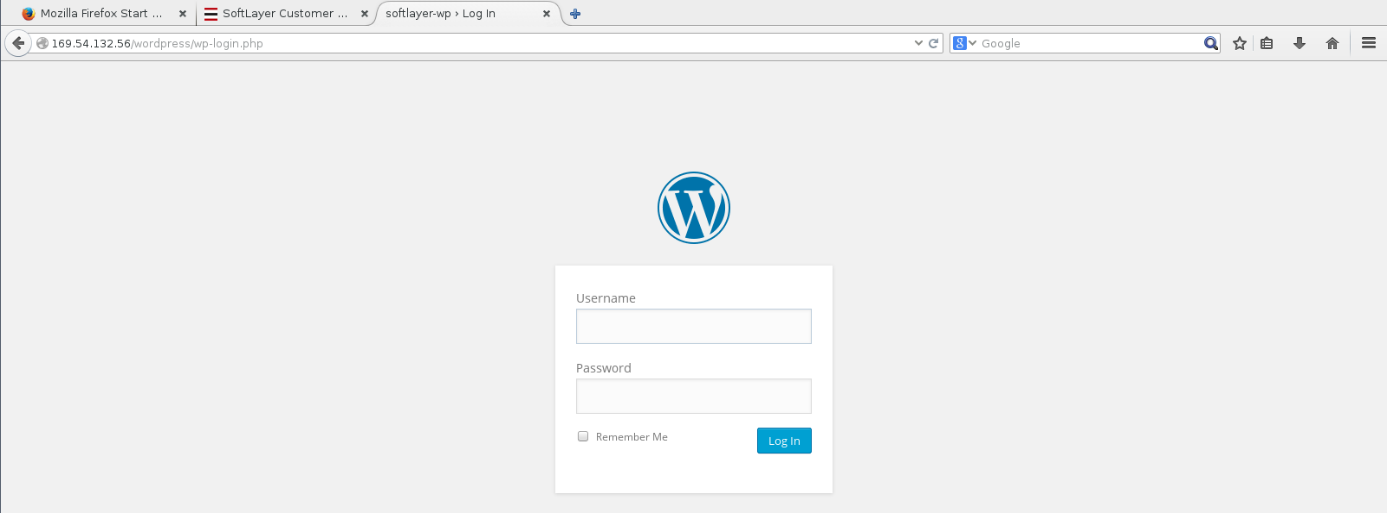 Mozilla Firefox Start ... SoftLayer Customer ... softlayer-wp › Log In
169.54.132.56/wordpress/wp-login.php Google
Username
Password
Remember Me Log In